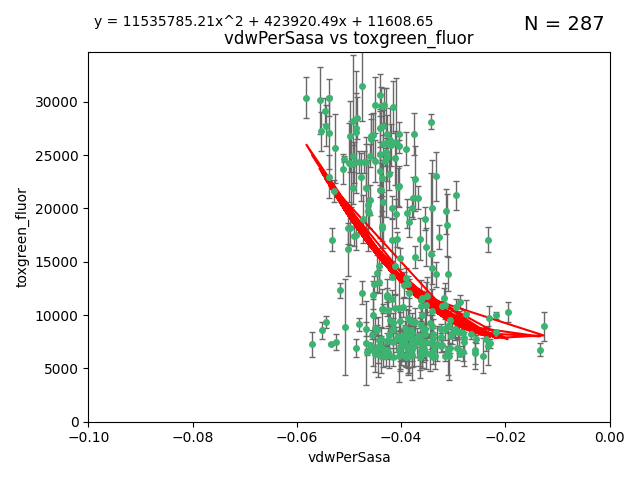 y = 11535785.21x^2 + 423920.49x + 11608.65
N = 287
vdwPerSasa vs toxgreen_fluor
toxgreen_fluor
30000
25000
20000
15000
10000
5000
0
−0.10
−0.08
−0.06
−0.04
−0.02
0.00
vdwPerSasa